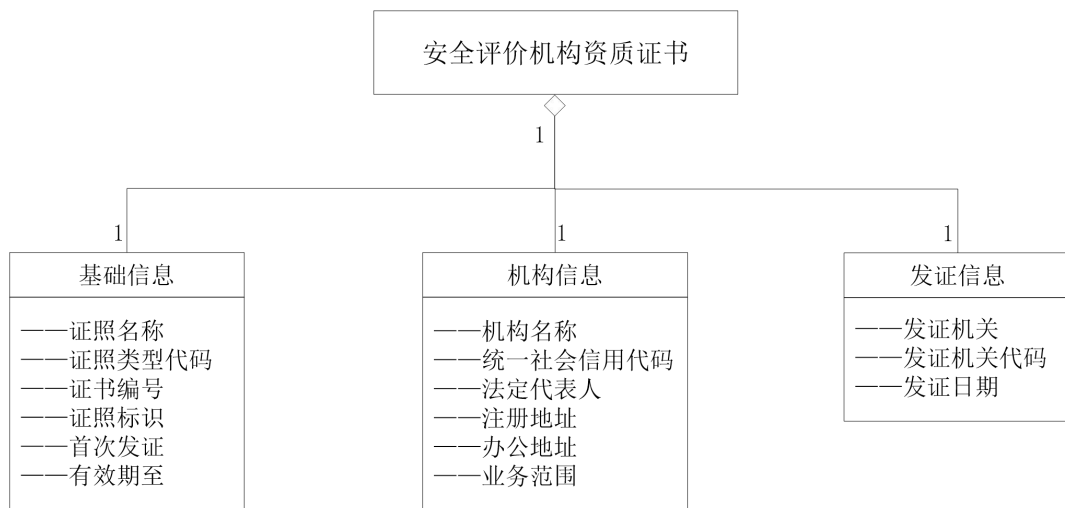 安全评价机构资质证书
1
1
1
1
基础信息
——证照名称
——证照类型代码
——证书编号
——证照标识
——首次发证
——有效期至
机构信息
——机构名称
——统一社会信用代码
——法定代表人
——注册地址
——办公地址
——业务范围
发证信息
——发证机关
——发证机关代码
——发证日期